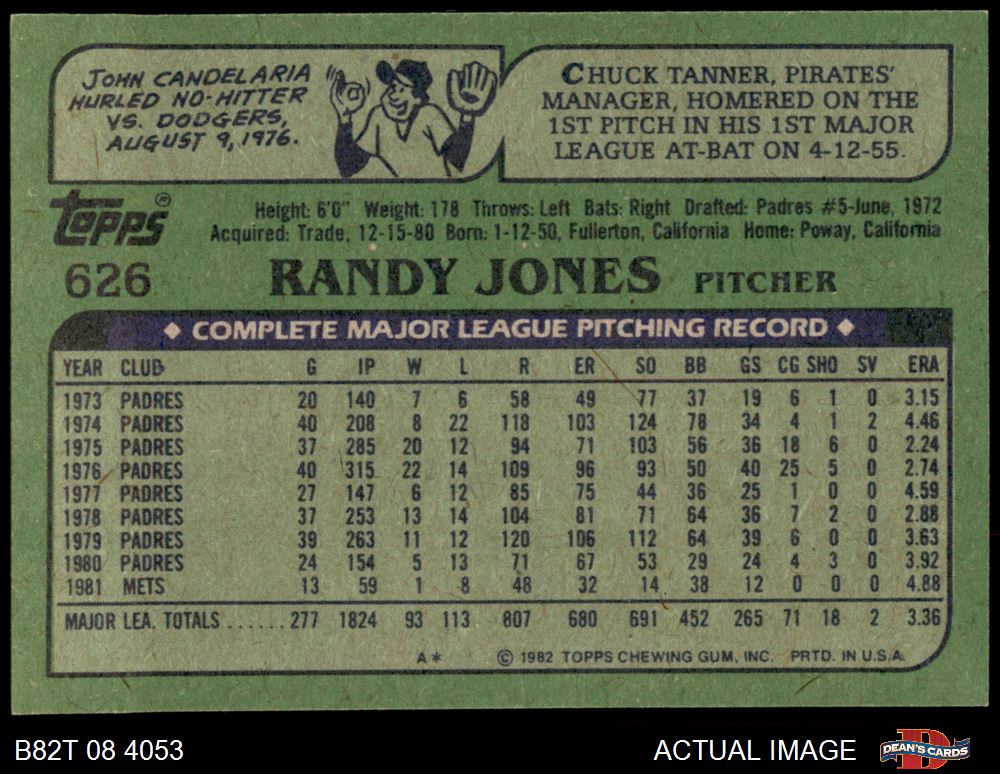 JOHN CANDELARIA
HURLED NO-HITTER
VS. DODGERS,
AUGUST 9, 1976.
CHUCK TANNER, PIRATES'
MANAGER, HOMERED ON THE
1ST PITCH IN HIS 1ST MAJOR
LEAGUE AT-BAT ON 4-12-55.
Topps®
Height: 6'0" Weight: 178 Throws: Left Bats: Right Drafted: Padres #5-June, 1972
Acquired: Trade, 12-15-80 Born: 1-12-50, Fullerton, California Home: Poway, California
626 RANDY JONES PITCHER
◆ COMPLETE MAJOR LEAGUE PITCHING RECORD ◆
YEAR CLUB G IP W L R ER SO BB GS CG SHO SV ERA
1973 PADRES 20 140 7 6 58 49 77 37 19 6 1 0 3.15
1974 PADRES 40 208 8 22 118 103 124 78 34 4 1 2 4.46
1975 PADRES 37 285 20 12 94 71 103 56 36 18 6 0 2.24
1976 PADRES 40 315 22 14 109 96 93 50 40 25 5 0 2.74
1977 PADRES 27 147 6 12 85 75 44 36 25 1 0 0 4.59
1978 PADRES 37 253 13 14 104 81 71 64 36 7 2 0 2.88
1979 PADRES 39 263 11 12 120 106 112 64 39 6 0 0 3.63
1980 PADRES 24 154 5 13 71 67 53 29 24 4 3 0 3.92
1981 METS 13 59 1 8 48 32 14 38 12 0 0 0 4.88
MAJOR LEA. TOTALS ...... 277 1824 93 113 807 680 691 452 265 71 18 2 3.36
A* © 1982 TOPPS CHEWING GUM, INC. PRTD. IN U.S.A.
B82T 08 4053 ACTUAL IMAGE DEAN'S CARDS